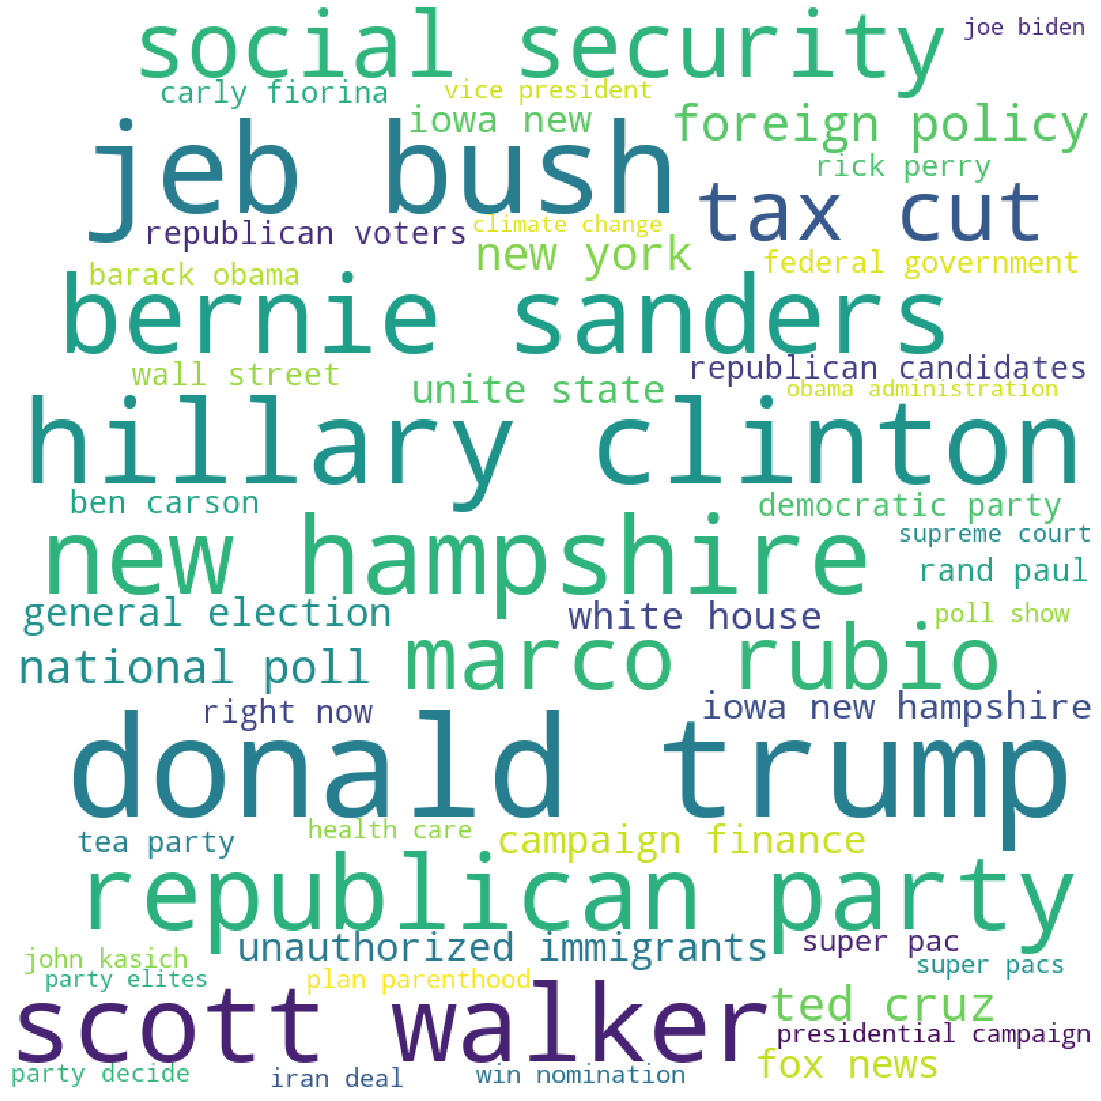 social security
joe biden
carly fiorina
vice president
iowa new
foreign policy
jeb bush
rick perry
tax cut
republican voters
climate change
new york
federal government
barack obama
bernie sanders
wall street
unite state
republican candidates
obama administration
hillary clinton
ben carson
democratic party
new hampshire
supreme court
rand paul
general election
white house
poll show
national poll
marco rubio
right now
iowa new hampshire
donald trump
tea party
health care
campaign finance
republican party
unauthorized immigrants
super pac
john kasich
super pacs
party elites
plan parenthood
scott walker
ted cruz
presidential campaign
party decide
iran deal
win nomination
fox news